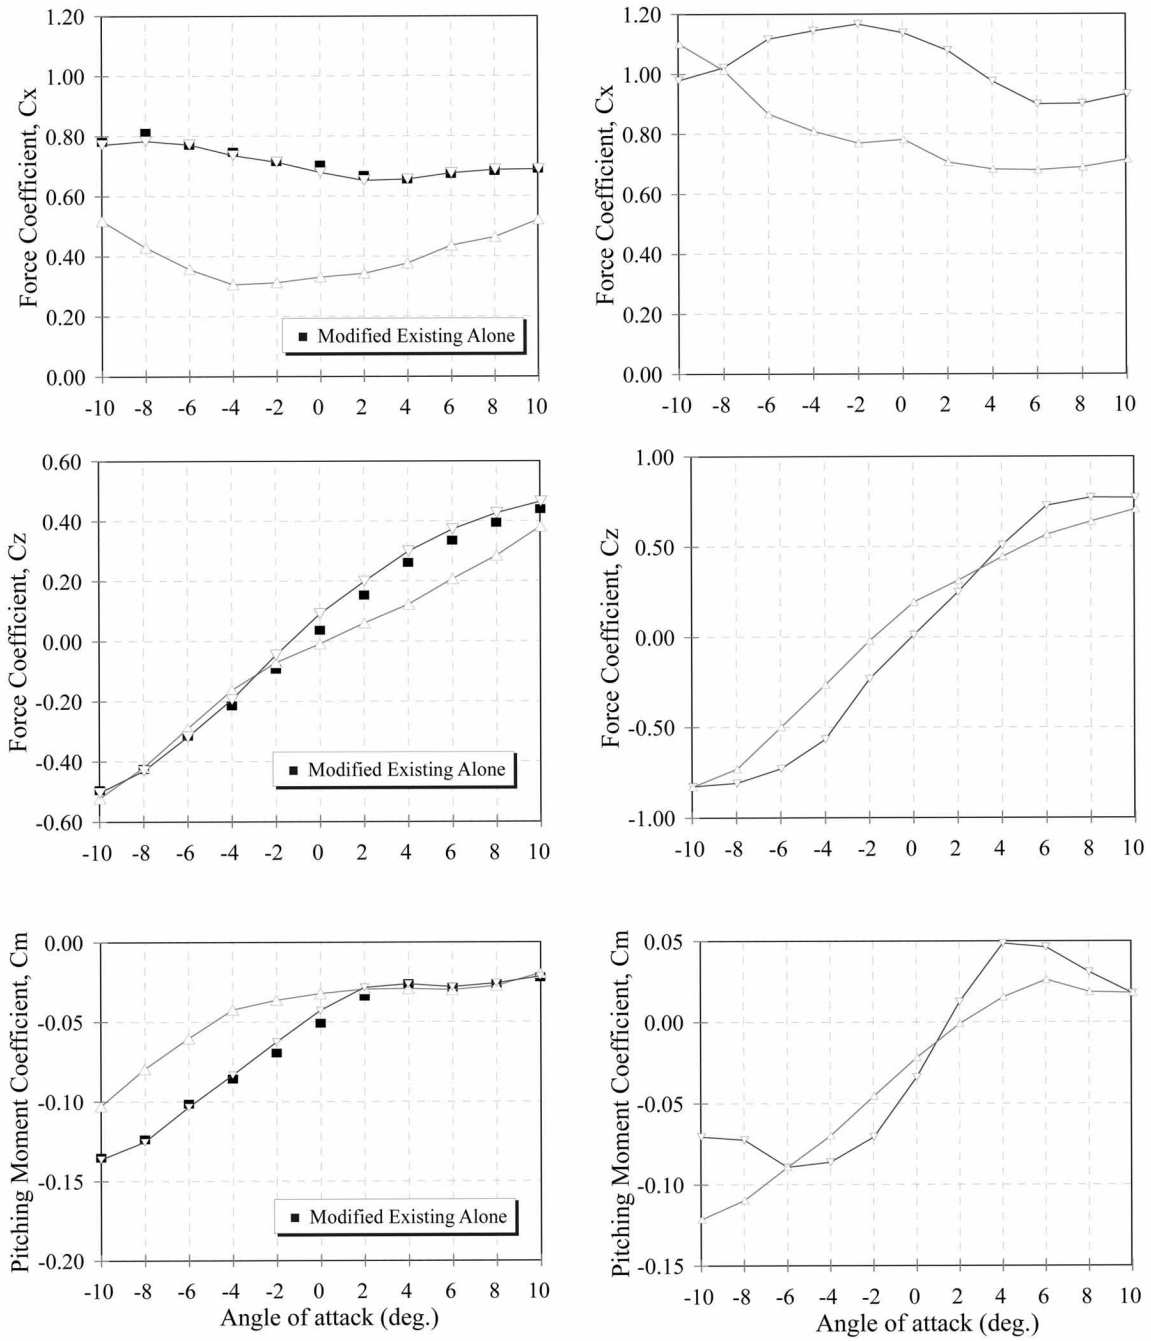 1.20
1.00
0.80
0.60
0.40
0.20
0.00
Force Coefficient, Cx
Modified Existing Alone
-10 -8 -6 -4 -2 0 2 4 6 8 10
1.20
1.00
0.80
0.60
0.40
0.20
0.00
Force Coefficient, Cx
-10 -8 -6 -4 -2 0 2 4 6 8 10
0.60
0.40
0.20
0.00
-0.20
-0.40
-0.60
Force Coefficient, Cz
Modified Existing Alone
-10 -8 -6 -4 -2 0 2 4 6 8 10
1.00
0.50
0.00
-0.50
-1.00
Force Coefficient, Cz
-10 -8 -6 -4 -2 0 2 4 6 8 10
0.00
-0.05
-0.10
-0.15
-0.20
Pitching Moment Coefficient, Cm
Modified Existing Alone
-10 -8 -6 -4 -2 0 2 4 6 8 10
Angle of attack (deg.)
0.05
0.00
-0.05
-0.10
-0.15
Pitching Moment Coefficient, Cm
-10 -8 -6 -4 -2 0 2 4 6 8 10
Angle of attack (deg.)